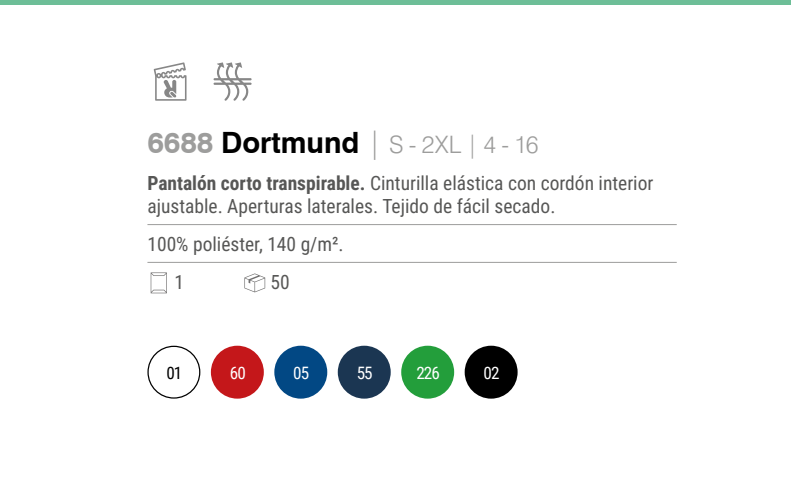 6688 Dortmund | S - 2XL | 4 - 16
Pantalón corto transpirable. Cinturilla elástica con cordón interior
ajustable. Aperturas laterales. Tejido de fácil secado.
100% poliéster, 140 g/m².
1 50
01 60 05 55 226 02